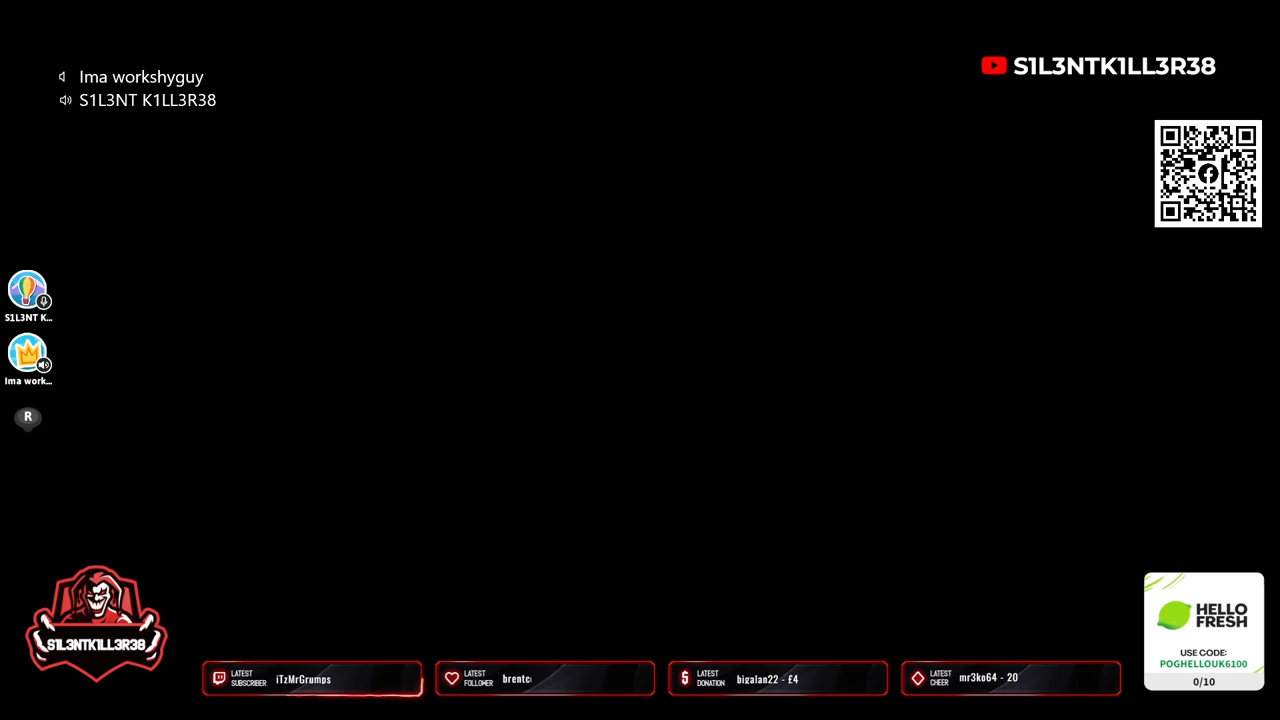 Ima workshyguy
S1L3NT K1LL3R38
S1L3NTK1LL3R38
S1L3NT K...
Ima work...
R
S1L3NTK1LL3R38
LATEST SUBSCRIBER iTzMrGrumps
LATEST FOLLOWER brentc
LATEST DONATION bigalan22 - £4
LATEST CHEER mr3ko64 - 20
HELLO
FRESH
USE CODE:
POGHELLOUK6100
0/10